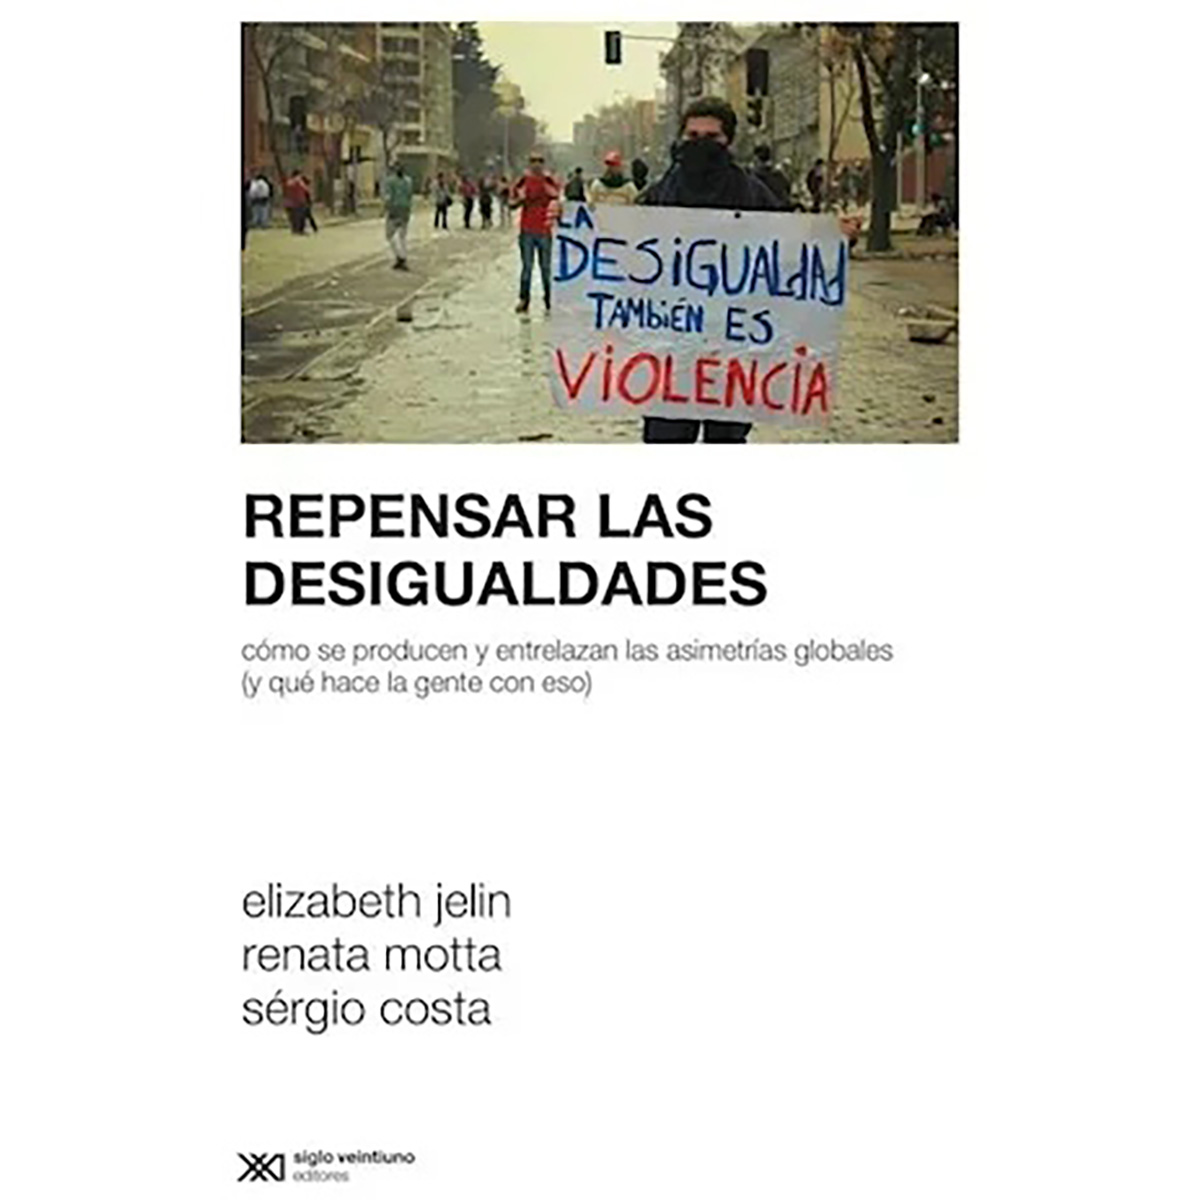 LA
DESiGUALdAd
TAMbiÉN ES
ViOLENCiA
REPENSAR LAS
DESIGUALDADES
cómo se producen y entrelazan las asimetrías globales
(y qué hace la gente con eso)
elizabeth jelin
renata motta
sérgio costa
siglo veintiuno
editores